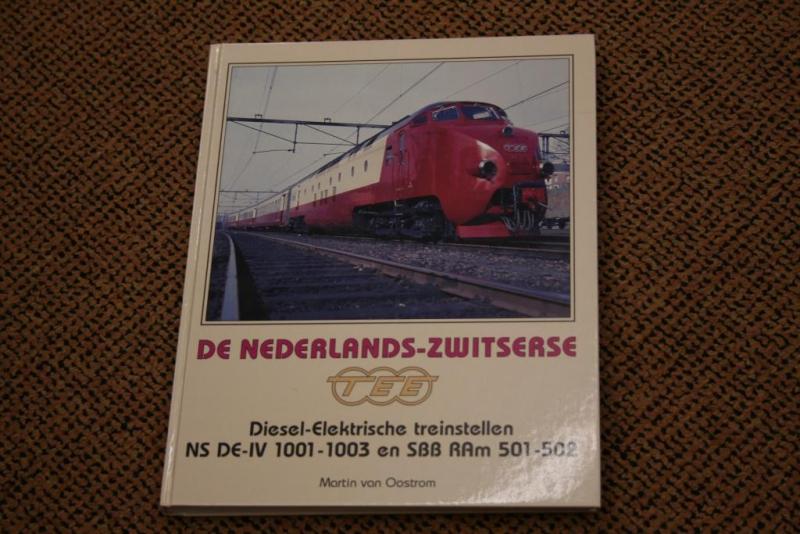 TEE
DE NEDERLANDS-ZWITSERSE
TEE
Diesel-Elektrische treinstellen
NS DE-IV 1001-1003 en SBB RAm 501-502
Martin van Oostrom